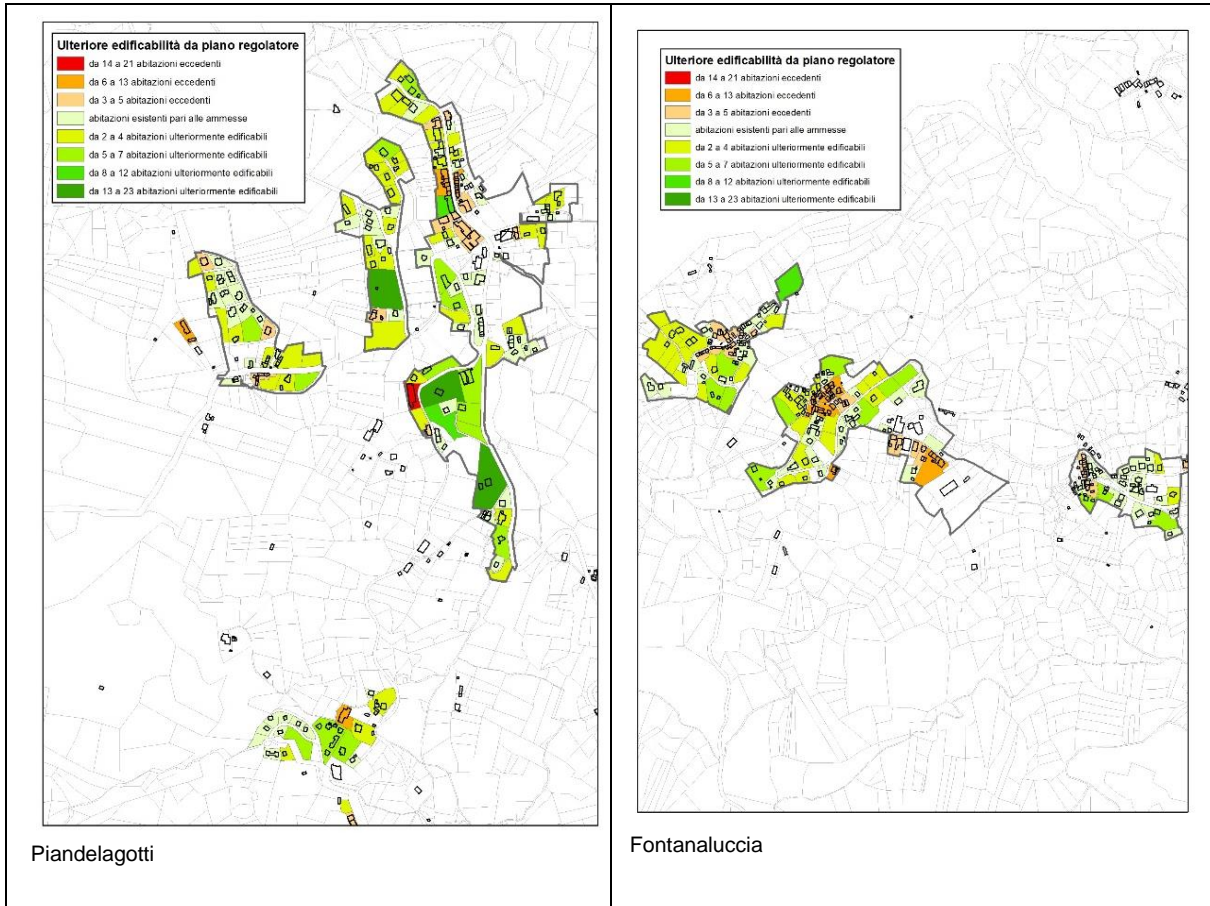 Ulteriore edificabilità da piano regolatore
da 14 a 21 abitazioni eccedenti
da 6 a 13 abitazioni eccedenti
da 3 a 5 abitazioni eccedenti
abitazioni esistenti pari alle ammesse
da 2 a 4 abitazioni ulteriormente edificabili
da 5 a 7 abitazioni ulteriormente edificabili
da 8 a 12 abitazioni ulteriormente edificabili
da 13 a 23 abitazioni ulteriormente edificabili
Piandelagotti
Ulteriore edificabilità da piano regolatore
da 14 a 21 abitazioni eccedenti
da 6 a 13 abitazioni eccedenti
da 3 a 5 abitazioni eccedenti
abitazioni esistenti pari alle ammesse
da 2 a 4 abitazioni ulteriormente edificabili
da 5 a 7 abitazioni ulteriormente edificabili
da 8 a 12 abitazioni ulteriormente edificabili
da 13 a 23 abitazioni ulteriormente edificabili
Fontanaluccia